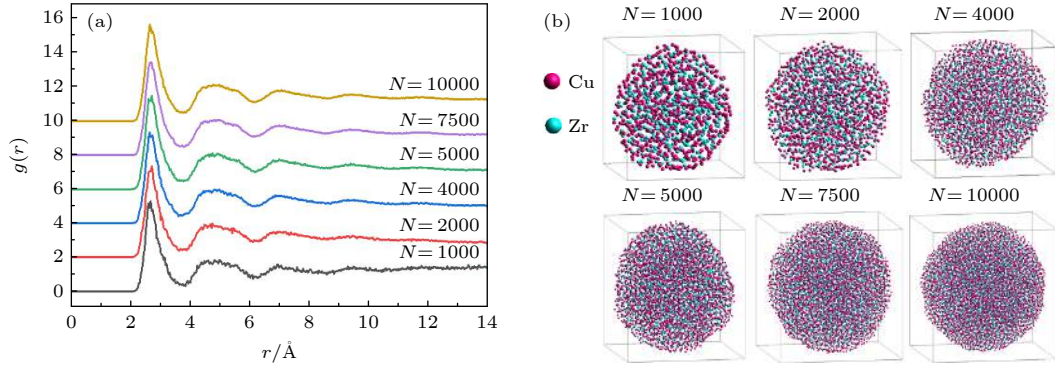 (a)
g(r)
16
14
12
10
8
6
4
2
0
N=10000
N=7500
N=5000
N=4000
N=2000
N=1000
0 2 4 6 8 10 12 14
r/Å
(b)
N=1000 N=2000 N=4000
Cu
Zr
N=5000 N=7500 N=10000